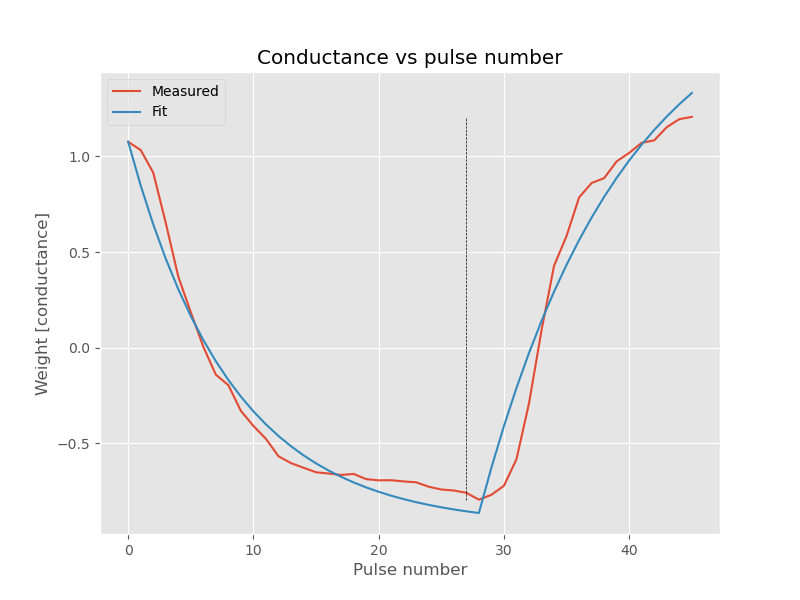 Conductance vs pulse number
Measured
Fit
1.0
0.5
0.0
−0.5
Weight [conductance]
0 10 20 30 40
Pulse number